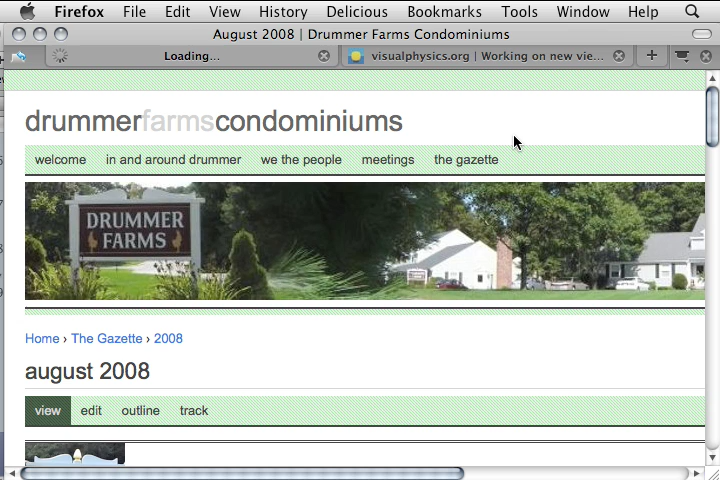 Firefox File Edit View History Delicious Bookmarks Tools Window Help
August 2008 | Drummer Farms Condominiums
Loading... visualphysics.org | Working on new vie...
drummerfarmscondominiums
welcome in and around drummer we the people meetings the gazette
DRUMMER
FARMS
Home › The Gazette › 2008
august 2008
view edit outline track